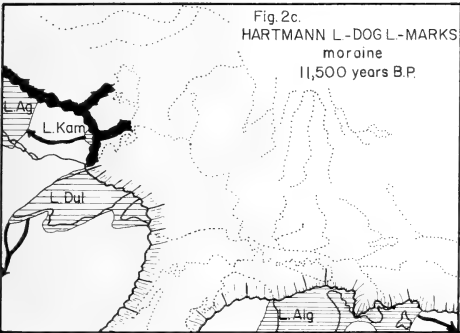 Fig. 2c.
HARTMANN L.-DOG L.-MARKS
moraine
11,500 years B.P.
L. Ag
L. Kam
L. Dul
L. Alg